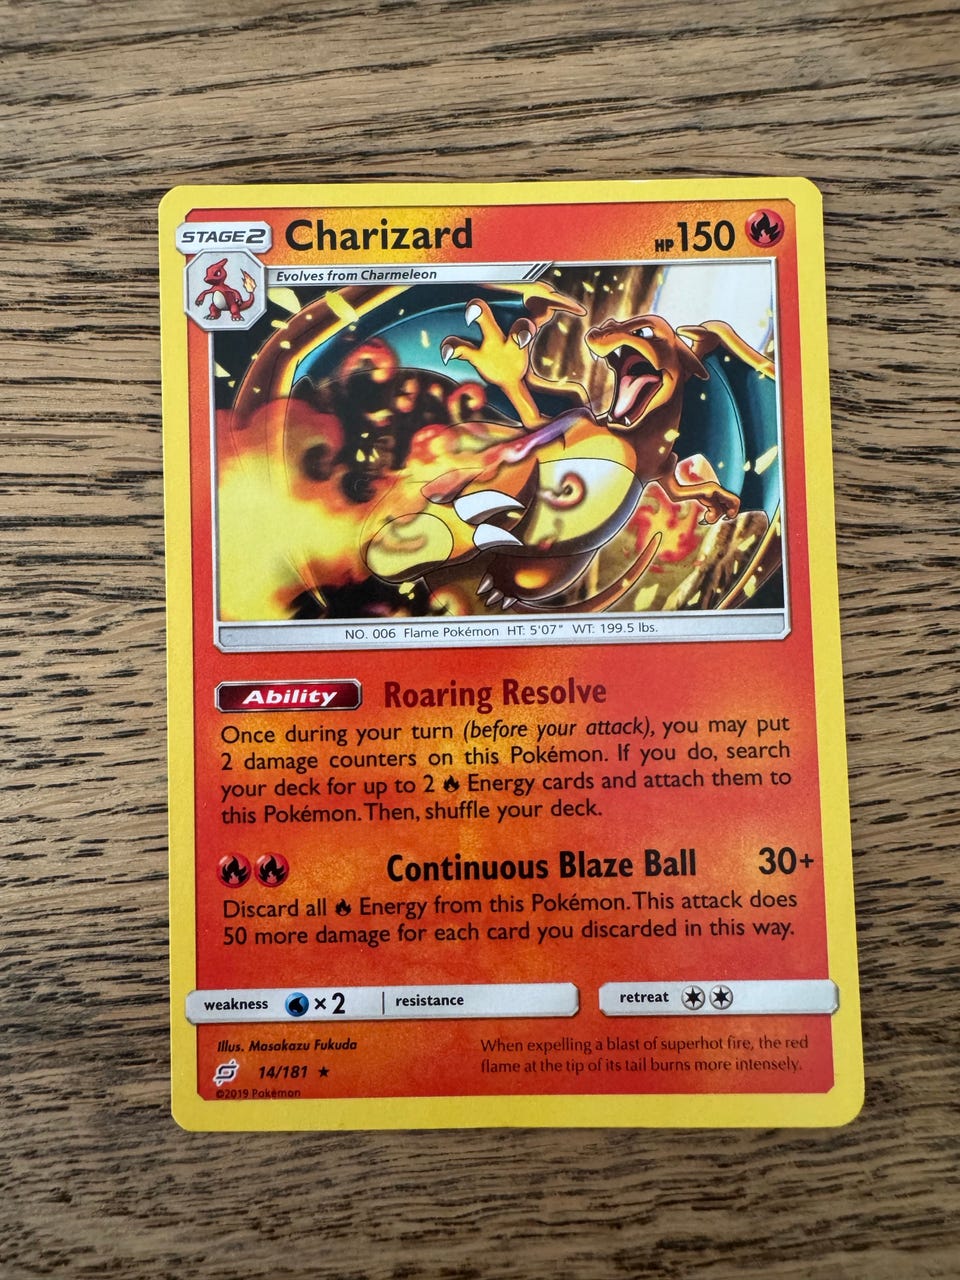 STAGE2
Charizard
HP 150
Evolves from Charmeleon
NO. 006 Flame Pokémon HT: 5'07" WT: 199.5 lbs.
Ability Roaring Resolve
Once during your turn (before your attack), you may put
2 damage counters on this Pokémon. If you do, search
your deck for up to 2 Energy cards and attach them to
this Pokémon. Then, shuffle your deck.
Continuous Blaze Ball 30+
Discard all Energy from this Pokémon. This attack does
50 more damage for each card you discarded in this way.
weakness ×2 resistance retreat
Illus. Masakazu Fukuda
14/181 ★
©2019 Pokémon
When expelling a blast of superhot fire, the red
flame at the tip of its tail burns more intensely.